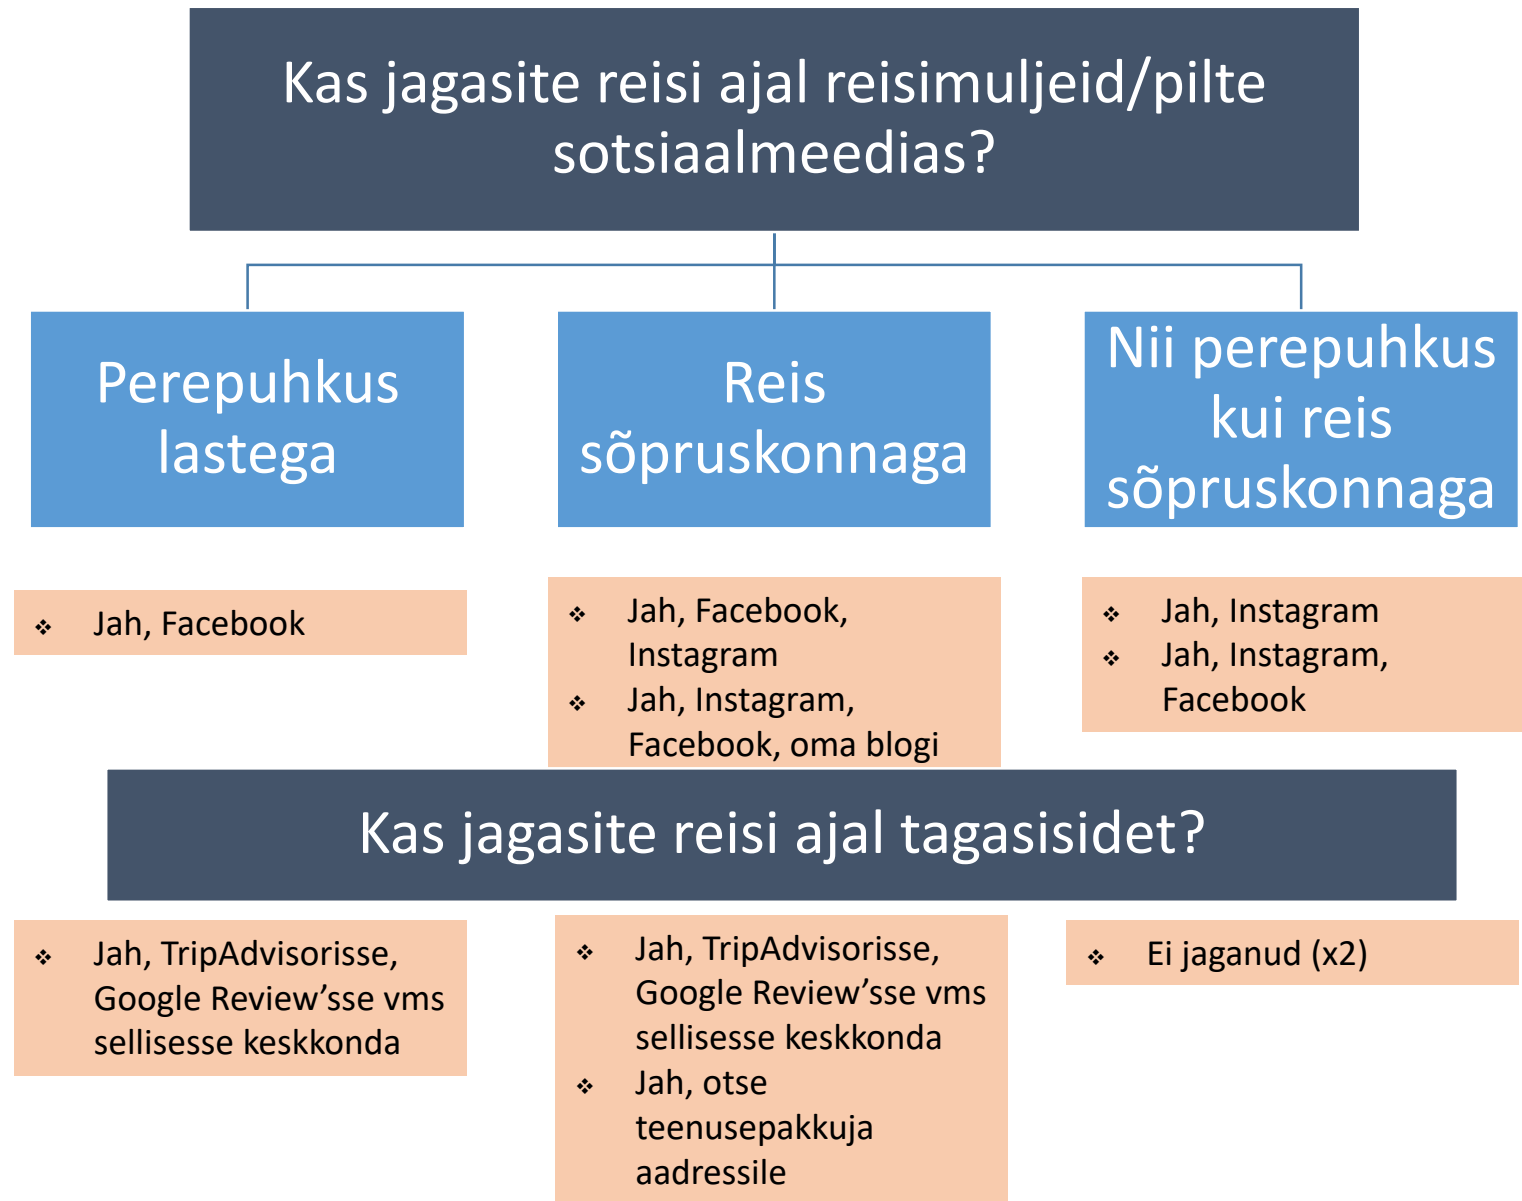 Kas jagasite reisi ajal reisimuljeid/pilte
sotsiaalmeedias?
Perepuhkus
lastega
Reis
sõpruskonnaga
Nii perepuhkus
kui reis
sõpruskonnaga
❖ Jah, Facebook
❖ Jah, Facebook,
Instagram
❖ Jah, Instagram,
Facebook, oma blogi
❖ Jah, Instagram
❖ Jah, Instagram,
Facebook
Kas jagasite reisi ajal tagasisidet?
❖ Jah, TripAdvisorisse,
Google Review’sse vms
sellisesse keskkonda
❖ Jah, TripAdvisorisse,
Google Review’sse vms
sellisesse keskkonda
❖ Jah, otse
teenusepakkuja
aadressile
❖ Ei jaganud (x2)